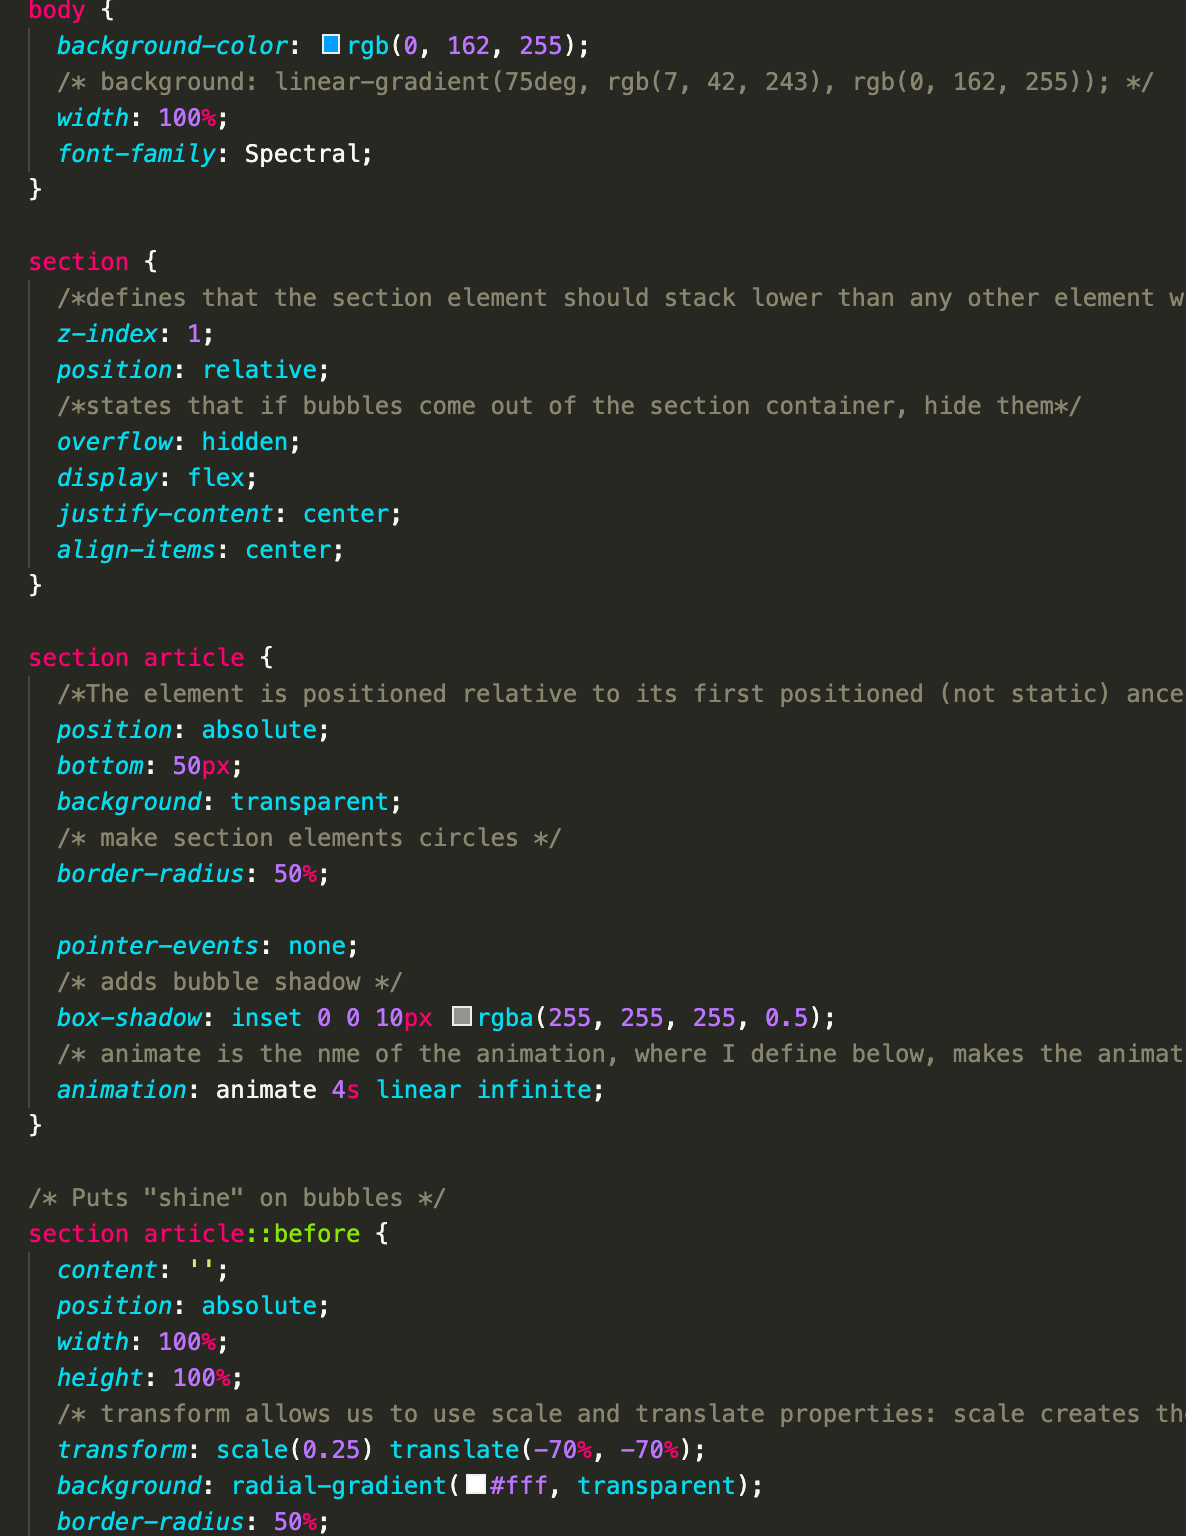 body {
background-color: rgb(0, 162, 255);
/* background: linear-gradient(75deg, rgb(7, 42, 243), rgb(0, 162, 255)); */
width: 100%;
font-family: Spectral;
}
section {
/*defines that the section element should stack lower than any other element w
z-index: 1;
position: relative;
/*states that if bubbles come out of the section container, hide them*/
overflow: hidden;
display: flex;
justify-content: center;
align-items: center;
}
section article {
/*The element is positioned relative to its first positioned (not static) ance
position: absolute;
bottom: 50px;
background: transparent;
/* make section elements circles */
border-radius: 50%;
pointer-events: none;
/* adds bubble shadow */
box-shadow: inset 0 0 10px rgba(255, 255, 255, 0.5);
/* animate is the nme of the animation, where I define below, makes the animat
animation: animate 4s linear infinite;
}
/* Puts "shine" on bubbles */
section article::before {
content: '';
position: absolute;
width: 100%;
height: 100%;
/* transform allows us to use scale and translate properties: scale creates th
transform: scale(0.25) translate(-70%, -70%);
background: radial-gradient(#fff, transparent);
border-radius: 50%;